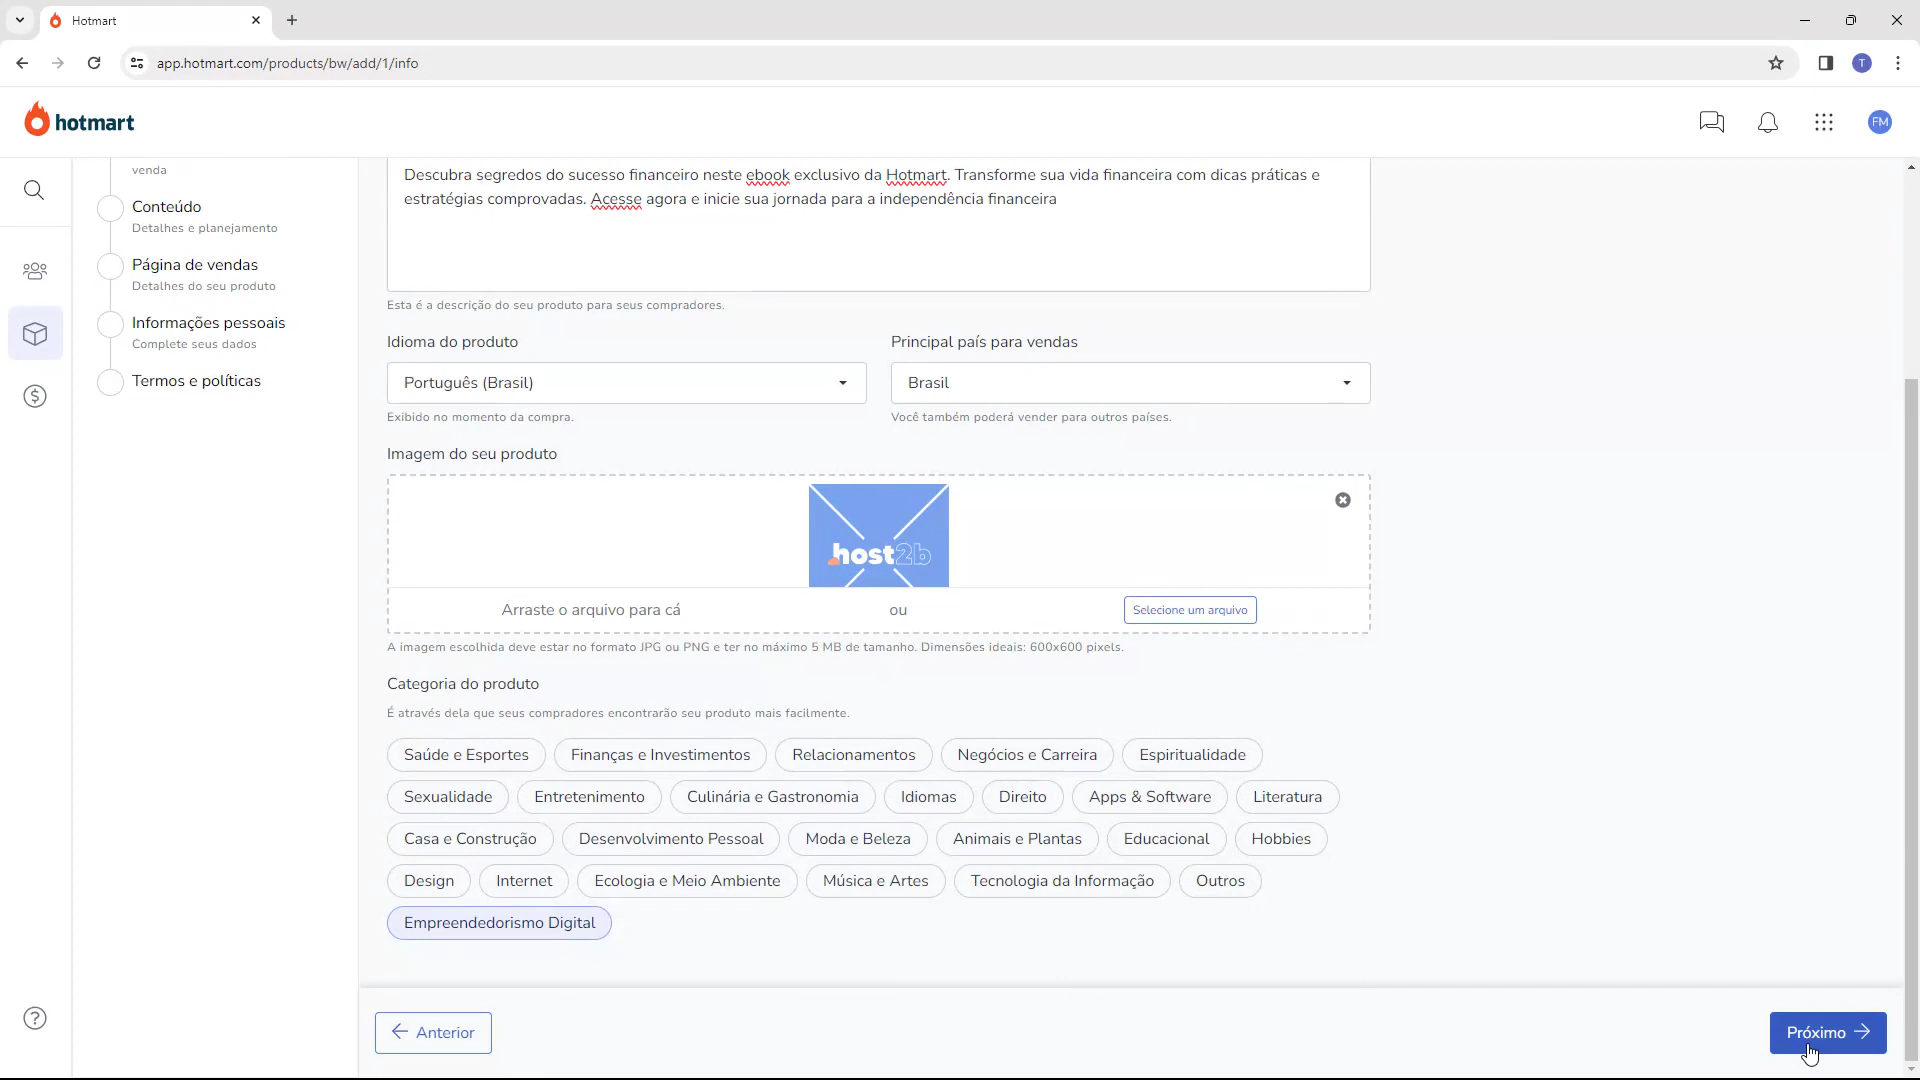 Hotmart
app.hotmart.com/products/bw/add/1/info
T
hotmart
FM
venda
Conteúdo
Detalhes e planejamento
Página de vendas
Detalhes do seu produto
Informações pessoais
Complete seus dados
Termos e políticas
Descubra segredos do sucesso financeiro neste ebook exclusivo da Hotmart. Transforme sua vida financeira com dicas práticas e
estratégias comprovadas. Acesse agora e inicie sua jornada para a independência financeira
Esta é a descrição do seu produto para seus compradores.
Idioma do produto
Principal país para vendas
Português (Brasil)
Brasil
Exibido no momento da compra.
Você também poderá vender para outros países.
Imagem do seu produto
host2b
Arraste o arquivo para cá
ou
Selecione um arquivo
A imagem escolhida deve estar no formato JPG ou PNG e ter no máximo 5 MB de tamanho. Dimensões ideais: 600x600 pixels.
Categoria do produto
É através dela que seus compradores encontrarão seu produto mais facilmente.
Saúde e Esportes
Finanças e Investimentos
Relacionamentos
Negócios e Carreira
Espiritualidade
Sexualidade
Entretenimento
Culinária e Gastronomia
Idiomas
Direito
Apps & Software
Literatura
Casa e Construção
Desenvolvimento Pessoal
Moda e Beleza
Animais e Plantas
Educacional
Hobbies
Design
Internet
Ecologia e Meio Ambiente
Música e Artes
Tecnologia da Informação
Outros
Empreendedorismo Digital
Anterior
Próximo